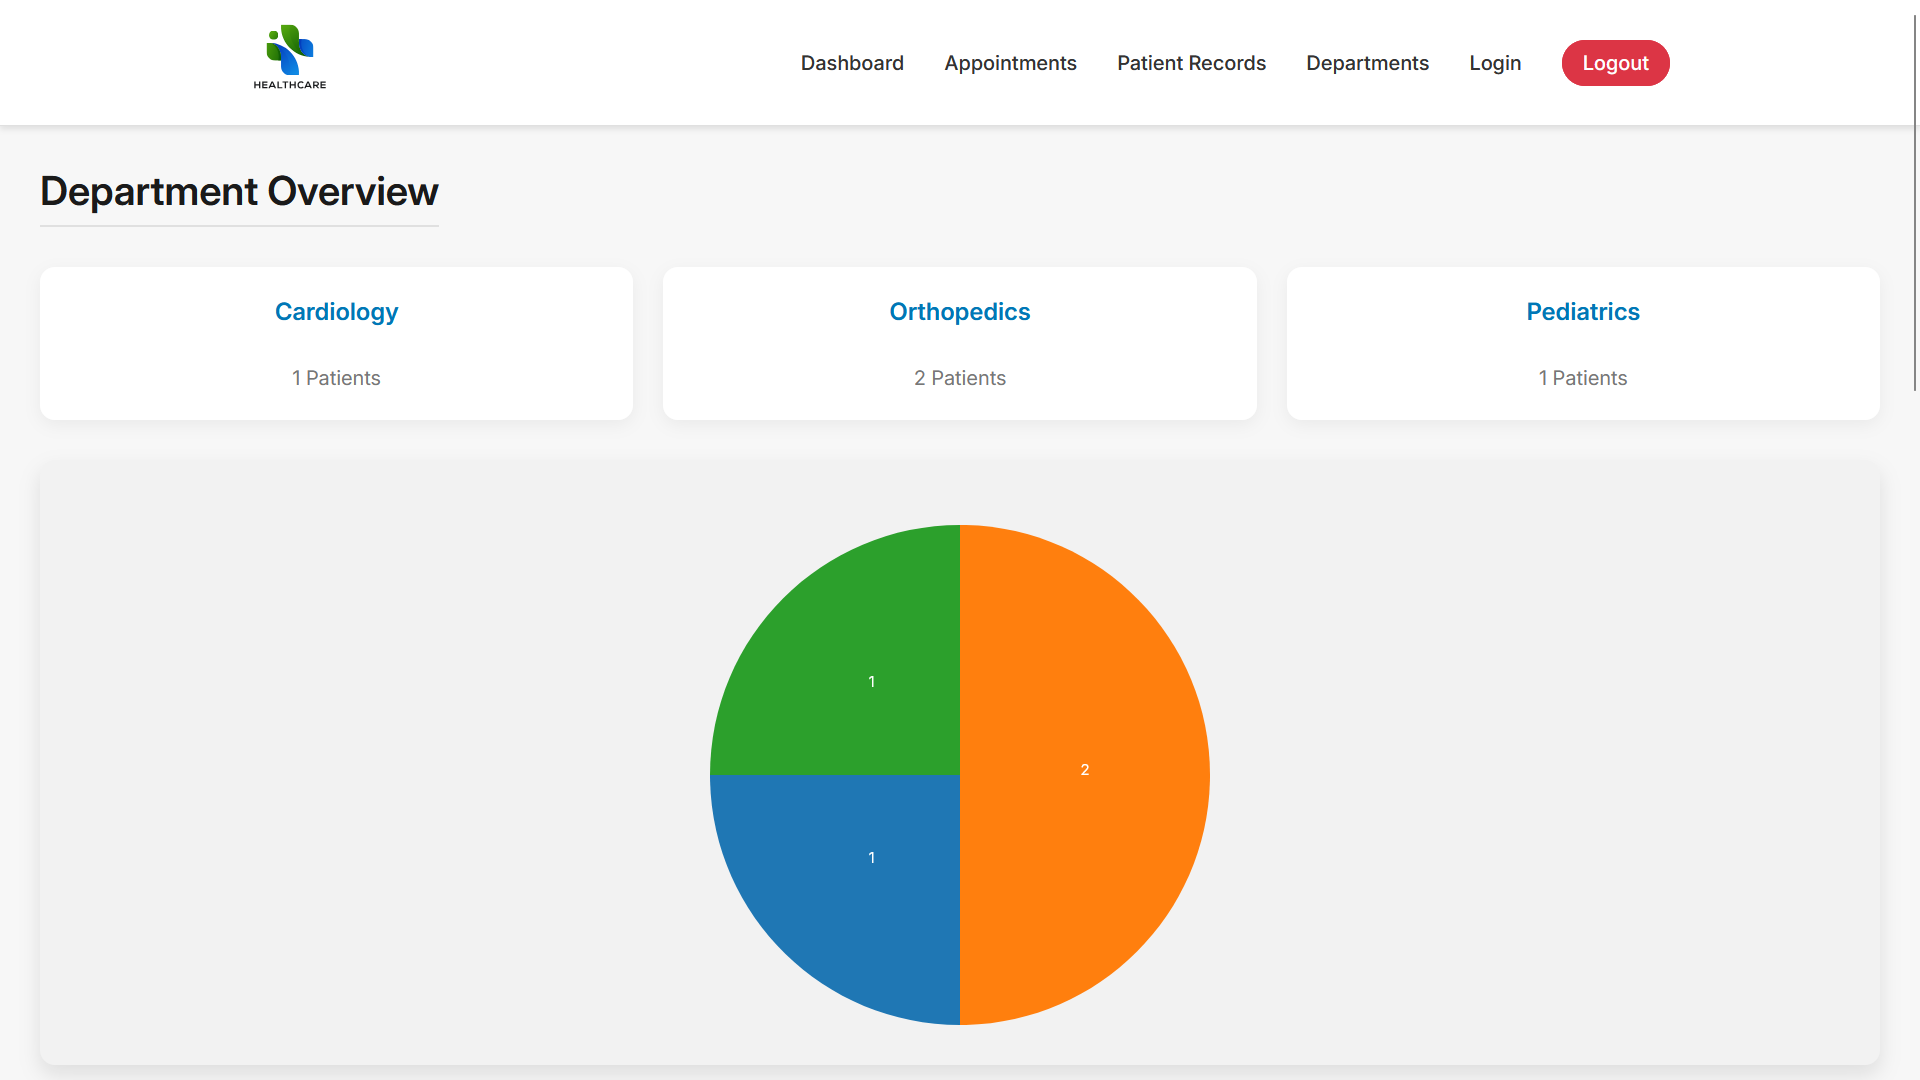 HEALTHCARE
Dashboard Appointments Patient Records Departments Login Logout
Department Overview
Cardiology
1 Patients
Orthopedics
2 Patients
Pediatrics
1 Patients
1
2
1